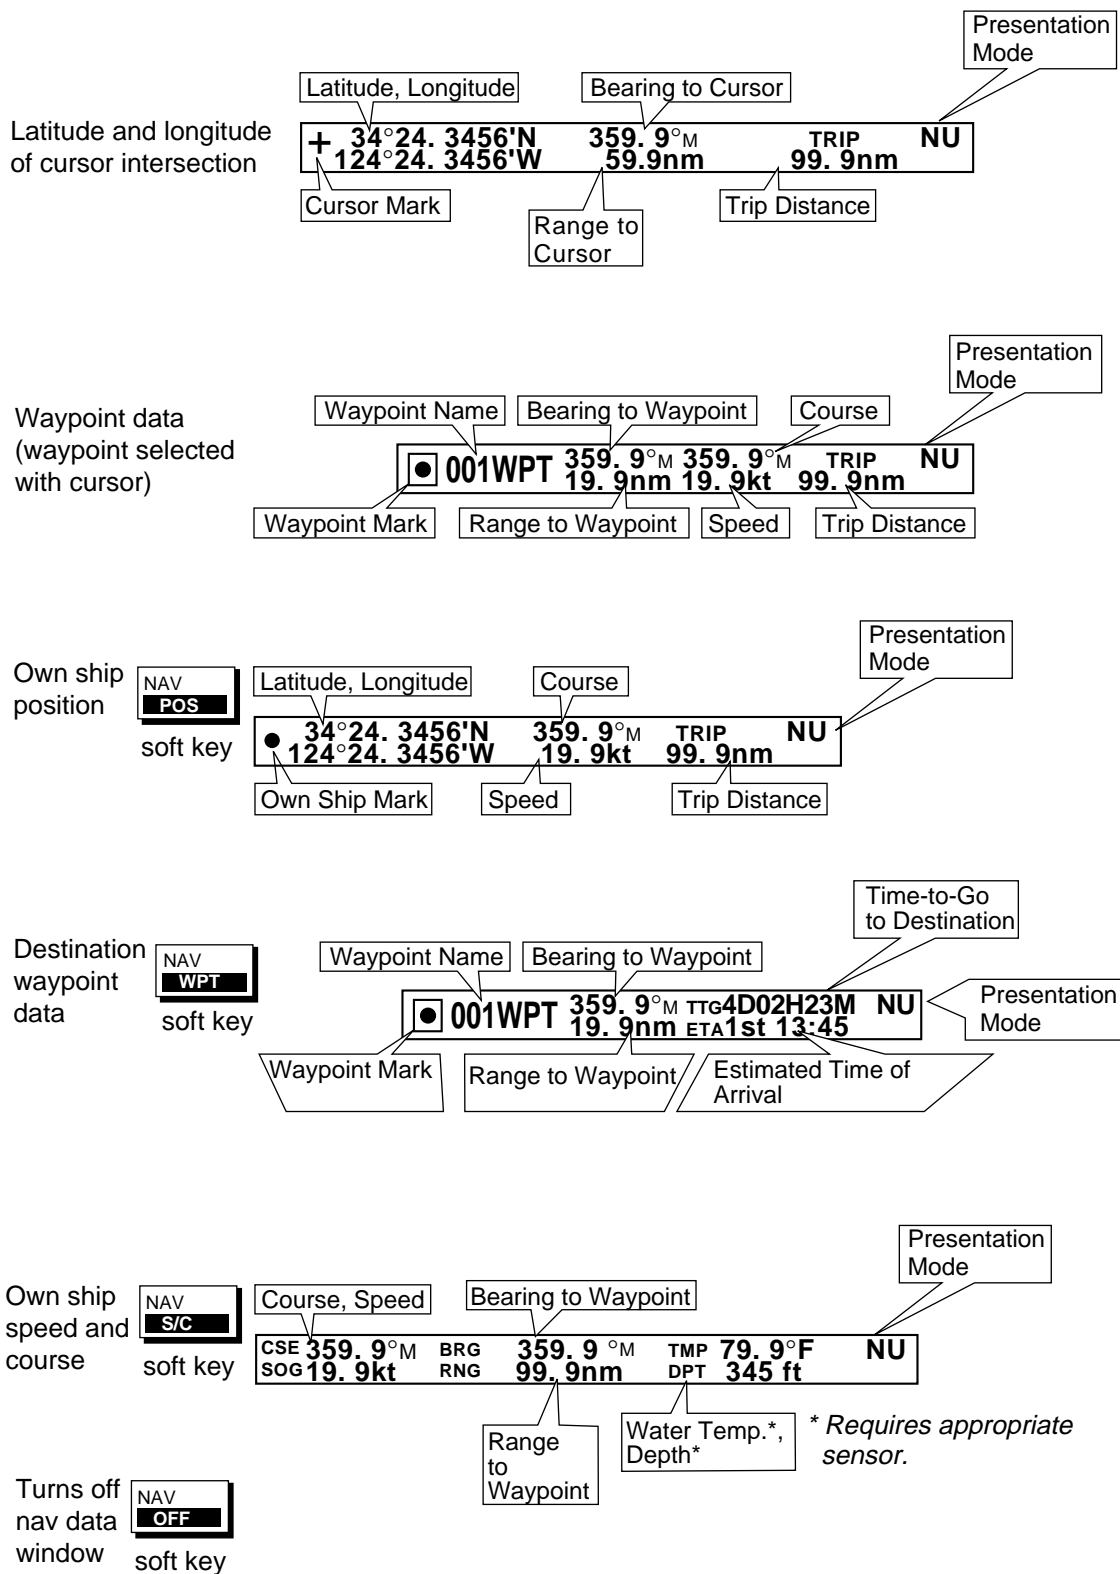 Presentation
Mode
Latitude, Longitude
Bearing to Cursor
Latitude and longitude
of cursor intersection
+ 34°24. 3456'N 359. 9°M TRIP NU
124°24. 3456'W 59.9nm 99. 9nm
Cursor Mark
Range to
Cursor
Trip Distance
Presentation
Mode
Waypoint data
(waypoint selected
with cursor)
Waypoint Name
Bearing to Waypoint
Course
001WPT 359. 9°M 359. 9°M TRIP NU
19. 9nm 19. 9kt 99. 9nm
Waypoint Mark
Range to Waypoint
Speed
Trip Distance
Presentation
Mode
Own ship
position
NAV
POS
soft key
Latitude, Longitude
Course
34°24. 3456'N 359. 9°M TRIP NU
124°24. 3456'W 19. 9kt 99. 9nm
Own Ship Mark
Speed
Trip Distance
Time-to-Go
to Destination
Destination
waypoint
data
NAV
WPT
soft key
Waypoint Name
Bearing to Waypoint
001WPT 359. 9°M TTG4D02H23M NU
19. 9nm ETA1st 13:45
Presentation
Mode
Waypoint Mark
Range to Waypoint
Estimated Time of
Arrival
Presentation
Mode
Own ship
speed and
course
NAV
S/C
soft key
Course, Speed
Bearing to Waypoint
CSE 359. 9°M BRG 359. 9 °M TMP 79. 9°F NU
SOG 19. 9kt RNG 99. 9nm DPT 345 ft
Range
to
Waypoint
Water Temp.*,
Depth*
* Requires appropriate
sensor.
Turns off
nav data
window
NAV
OFF
soft key